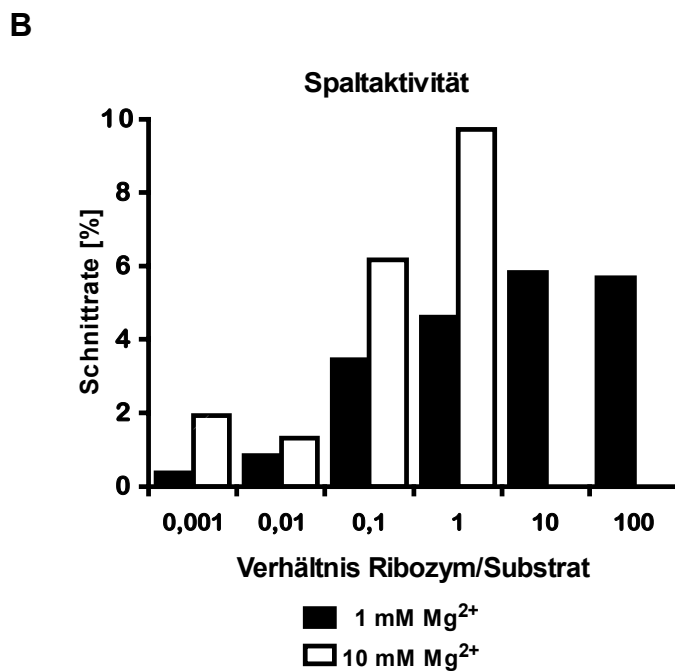 B
Spaltaktivität
Schnittrate [%]
10
8
6
4
2
0
0,001 0,01 0,1 1 10 100
Verhältnis Ribozym/Substrat
1 mM Mg²⁺
10 mM Mg²⁺